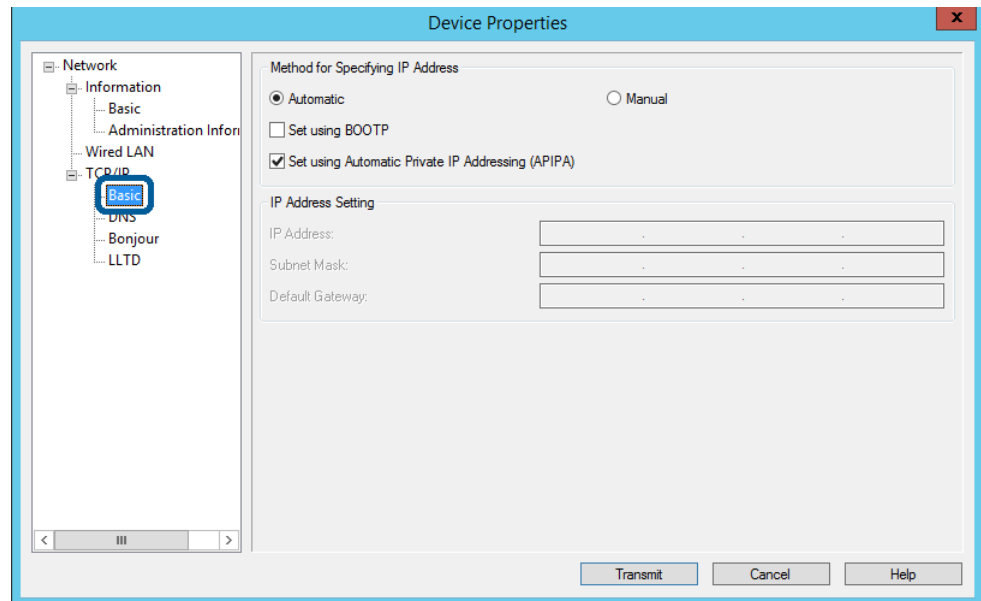 Device Properties
x
Network
Information
Basic
Administration Infor
Wired LAN
TCP/IP
Basic
DNS
Bonjour
LLTD
Method for Specifying IP Address
Automatic
Manual
Set using BOOTP
Set using Automatic Private IP Addressing (APIPA)
IP Address Setting
IP Address:
. . .
Subnet Mask:
. . .
Default Gateway:
. . .
Transmit
Cancel
Help